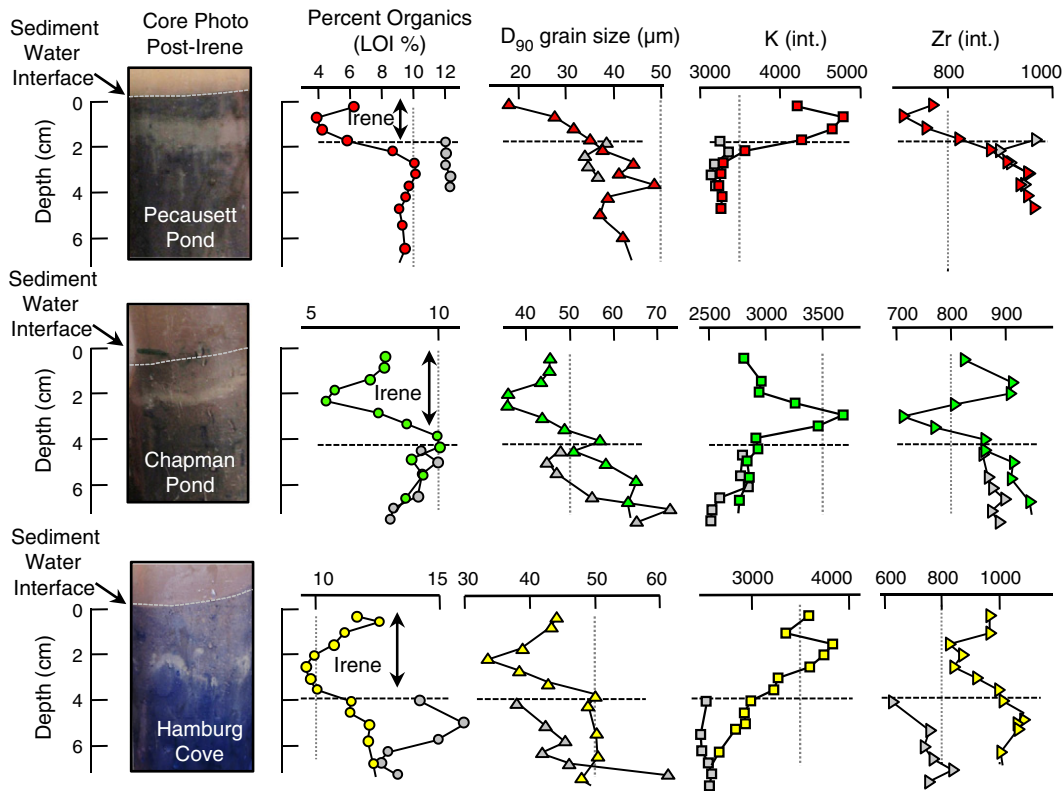 Sediment
Water
Interface
Core Photo
Post-Irene
Percent Organics
(LOI %)
D90 grain size (µm)
K (int.)
Zr (int.)
4 6 8 10 12
20 30 40 50
3000 4000 5000
800 1000
Depth (cm)
0
2
4
6
Irene
Pecausett
Pond
Sediment
Water
Interface
5 10
40 50 60 70
2500 3000 3500
700 800 900
Depth (cm)
0
2
4
6
Irene
Chapman
Pond
Sediment
Water
Interface
10 15
30 40 50 60
3000 4000
600 800 1000
Depth (cm)
0
2
4
6
Irene
Hamburg
Cove